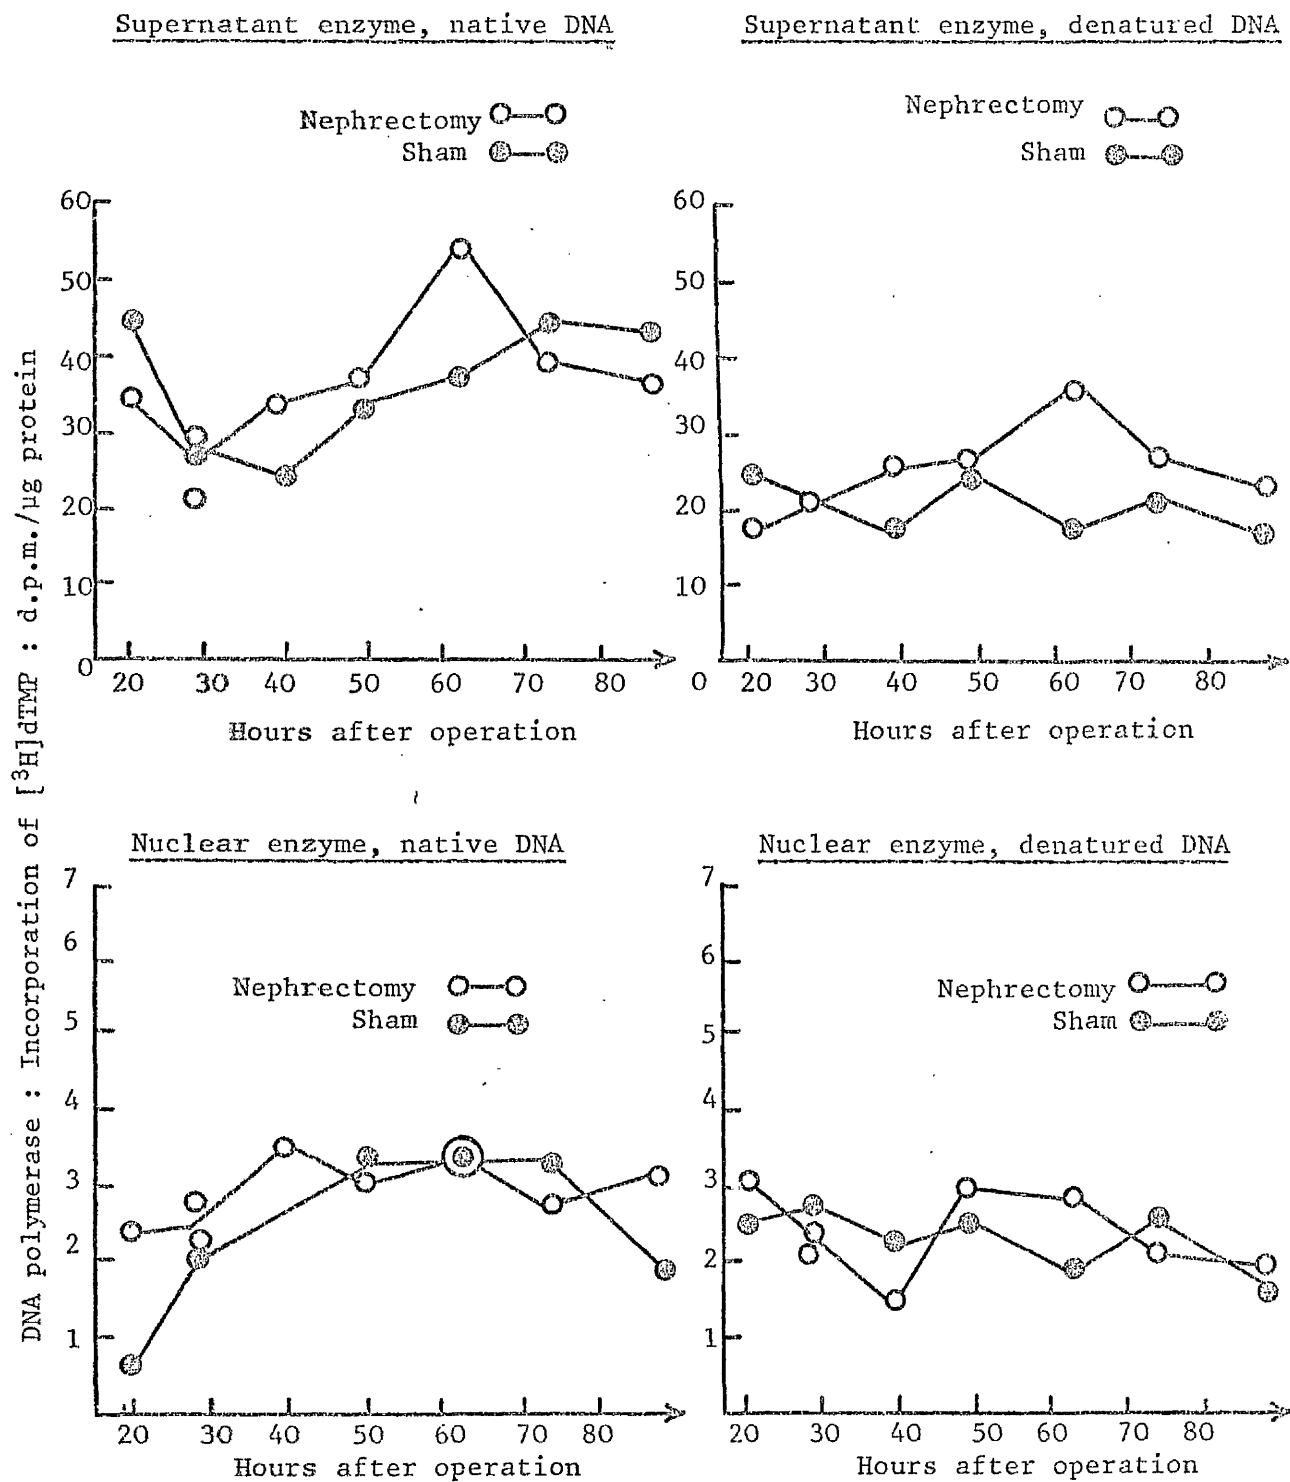 Supernatant enzyme, native DNA
Nephrectomy
Sham
60
50
40
30
20
10
0
20 30 40 50 60 70 80
Hours after operation
Supernatant enzyme, denatured DNA
Nephrectomy
Sham
60
50
40
30
20
10
0 20 30 40 50 60 70 80
Hours after operation
DNA polymerase : Incorporation of [³H]dTMP : d.p.m./µg protein
Nuclear enzyme, native DNA
7
6
5
4
3
2
1
Nephrectomy
Sham
20 30 40 50 60 70 80
Hours after operation
Nuclear enzyme, denatured DNA
7
6
5
4
3
2
1
Nephrectomy
Sham
20 30 40 50 60 70 80
Hours after operation